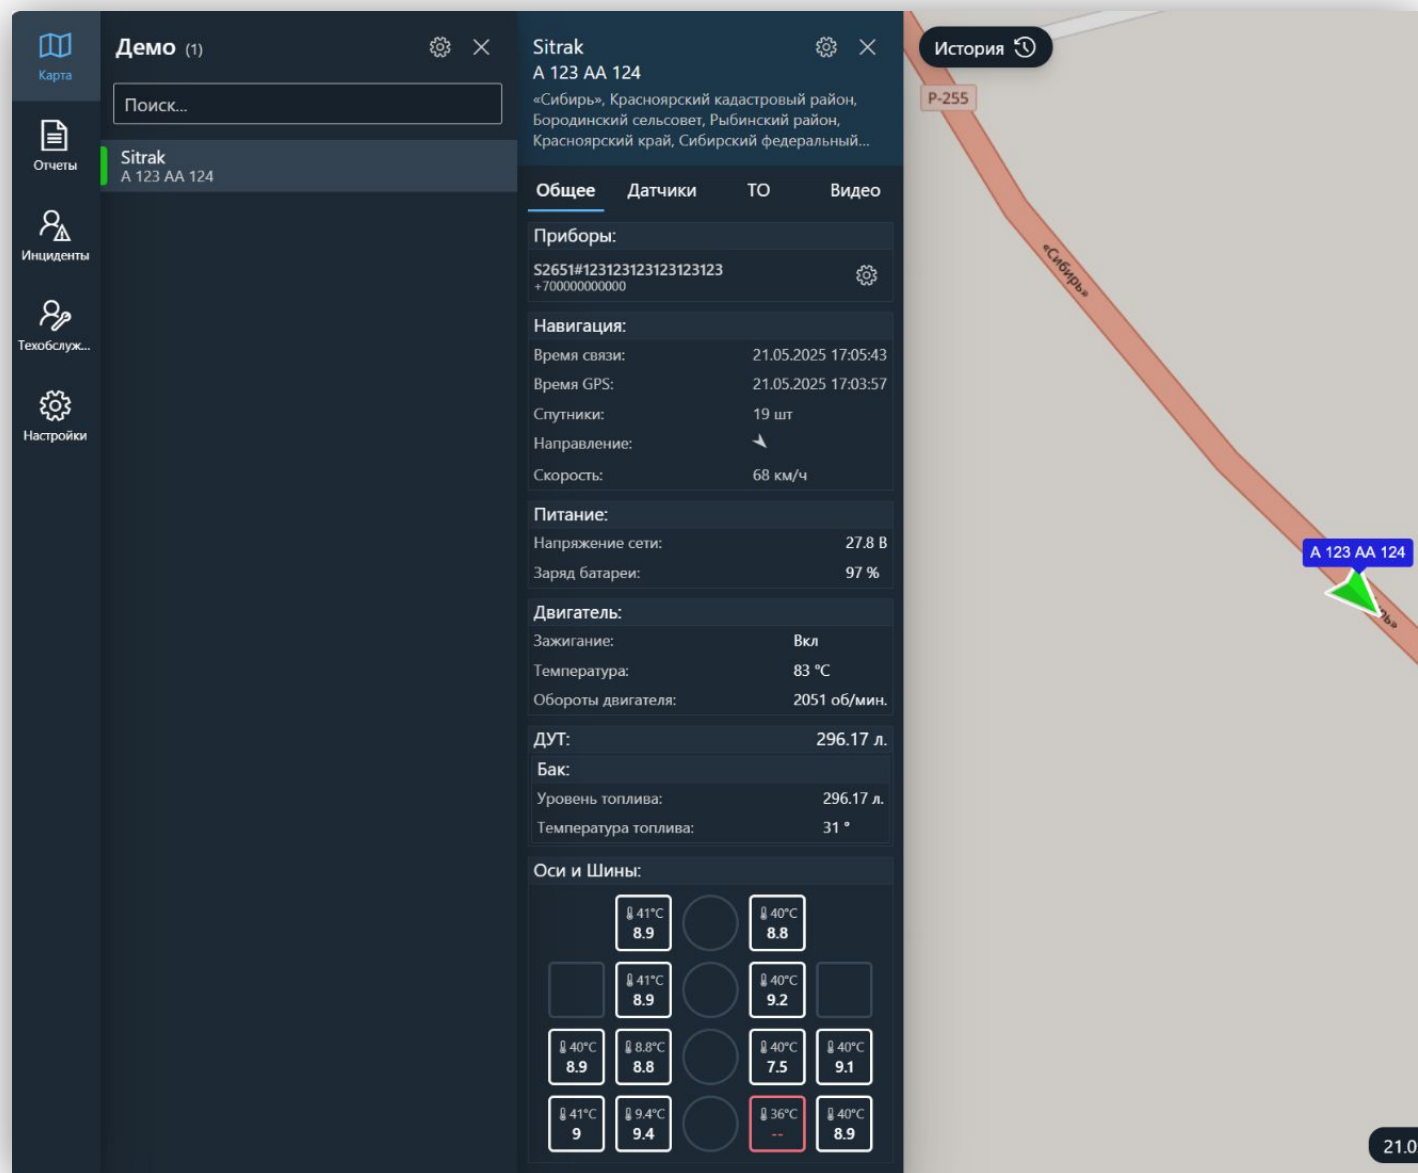 Карта
Отчеты
Инциденты
Техобслуж...
Настройки
Демо (1)
Поиск...
Sitrak
А 123 АА 124
Sitrak
А 123 АА 124
«Сибирь», Красноярский кадастровый район,
Бородинский сельсовет, Рыбинский район,
Красноярский край, Сибирский федеральный...
Общее Датчики ТО Видео
Приборы:
S2651#123123123123123123
+700000000000
Навигация:
Время связи: 21.05.2025 17:05:43
Время GPS: 21.05.2025 17:03:57
Спутники: 19 шт
Направление:
Скорость: 68 км/ч
Питание:
Напряжение сети: 27.8 В
Заряд батареи: 97 %
Двигатель:
Зажигание: Вкл
Температура: 83 °C
Обороты двигателя: 2051 об/мин.
ДУТ: 296.17 л.
Бак:
Уровень топлива: 296.17 л.
Температура топлива: 31 °
Оси и Шины:
41°C 40°C
8.9 8.8
41°C 40°C
8.9 9.2
40°C 8.8°C 40°C 40°C
8.9 8.8 7.5 9.1
41°C 9.4°C 36°C 40°C
9 9.4 -- 8.9
История
Р-255
«Сибирь»
А 123 АА 124
21.0